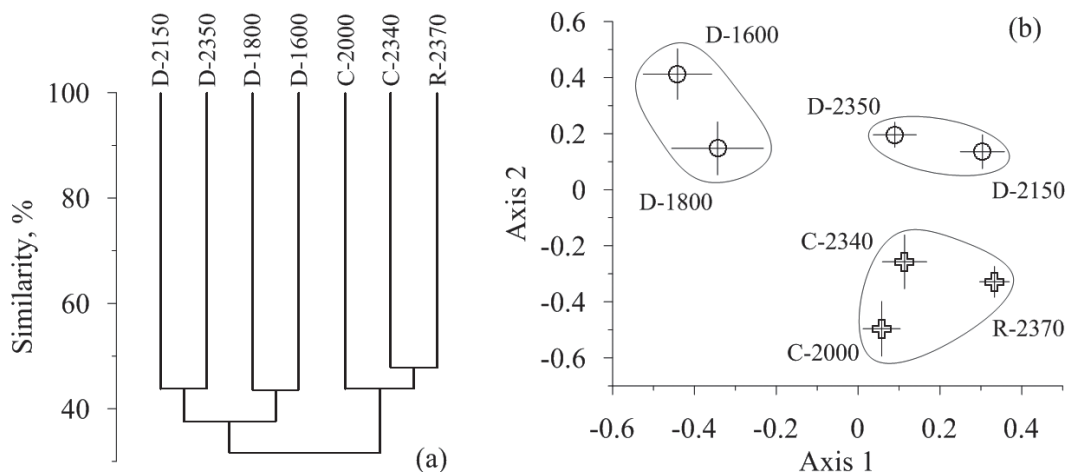 D-2150
D-2350
D-1800
D-1600
C-2000
C-2340
R-2370
100
80
60
40
Similarity, %
(a)
(b)
0.6
0.4
0.2
0
-0.2
-0.4
-0.6
Axis 2
D-1600
D-2350
D-1800
D-2150
C-2340
R-2370
C-2000
-0.6
-0.4
-0.2
0
0.2
0.4
Axis 1